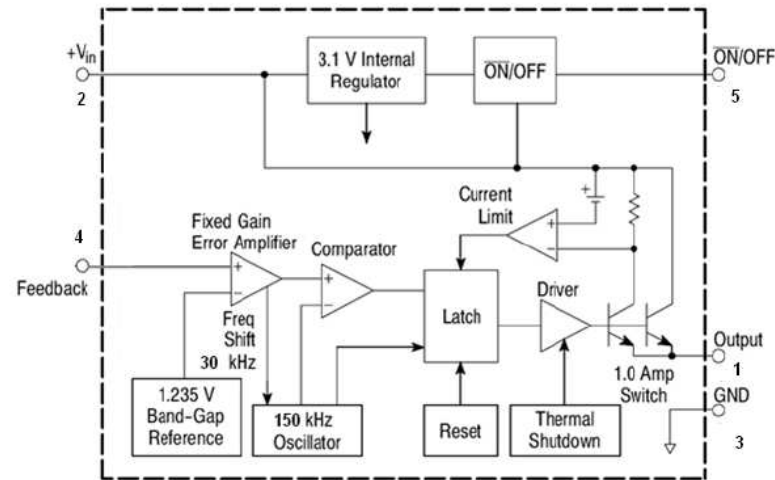 +Vin
2
3.1 V Internal
Regulator
ON/OFF
ON/OFF
5
4
Feedback
Fixed Gain
Error Amplifier
+
−
Comparator
+
−
Current
Limit
+
−
+
Freq
Shift
30 kHz
Latch
Driver
Output
1
1.0 Amp
Switch
GND
3
1.235 V
Band-Gap
Reference
150 kHz
Oscillator
Reset
Thermal
Shutdown